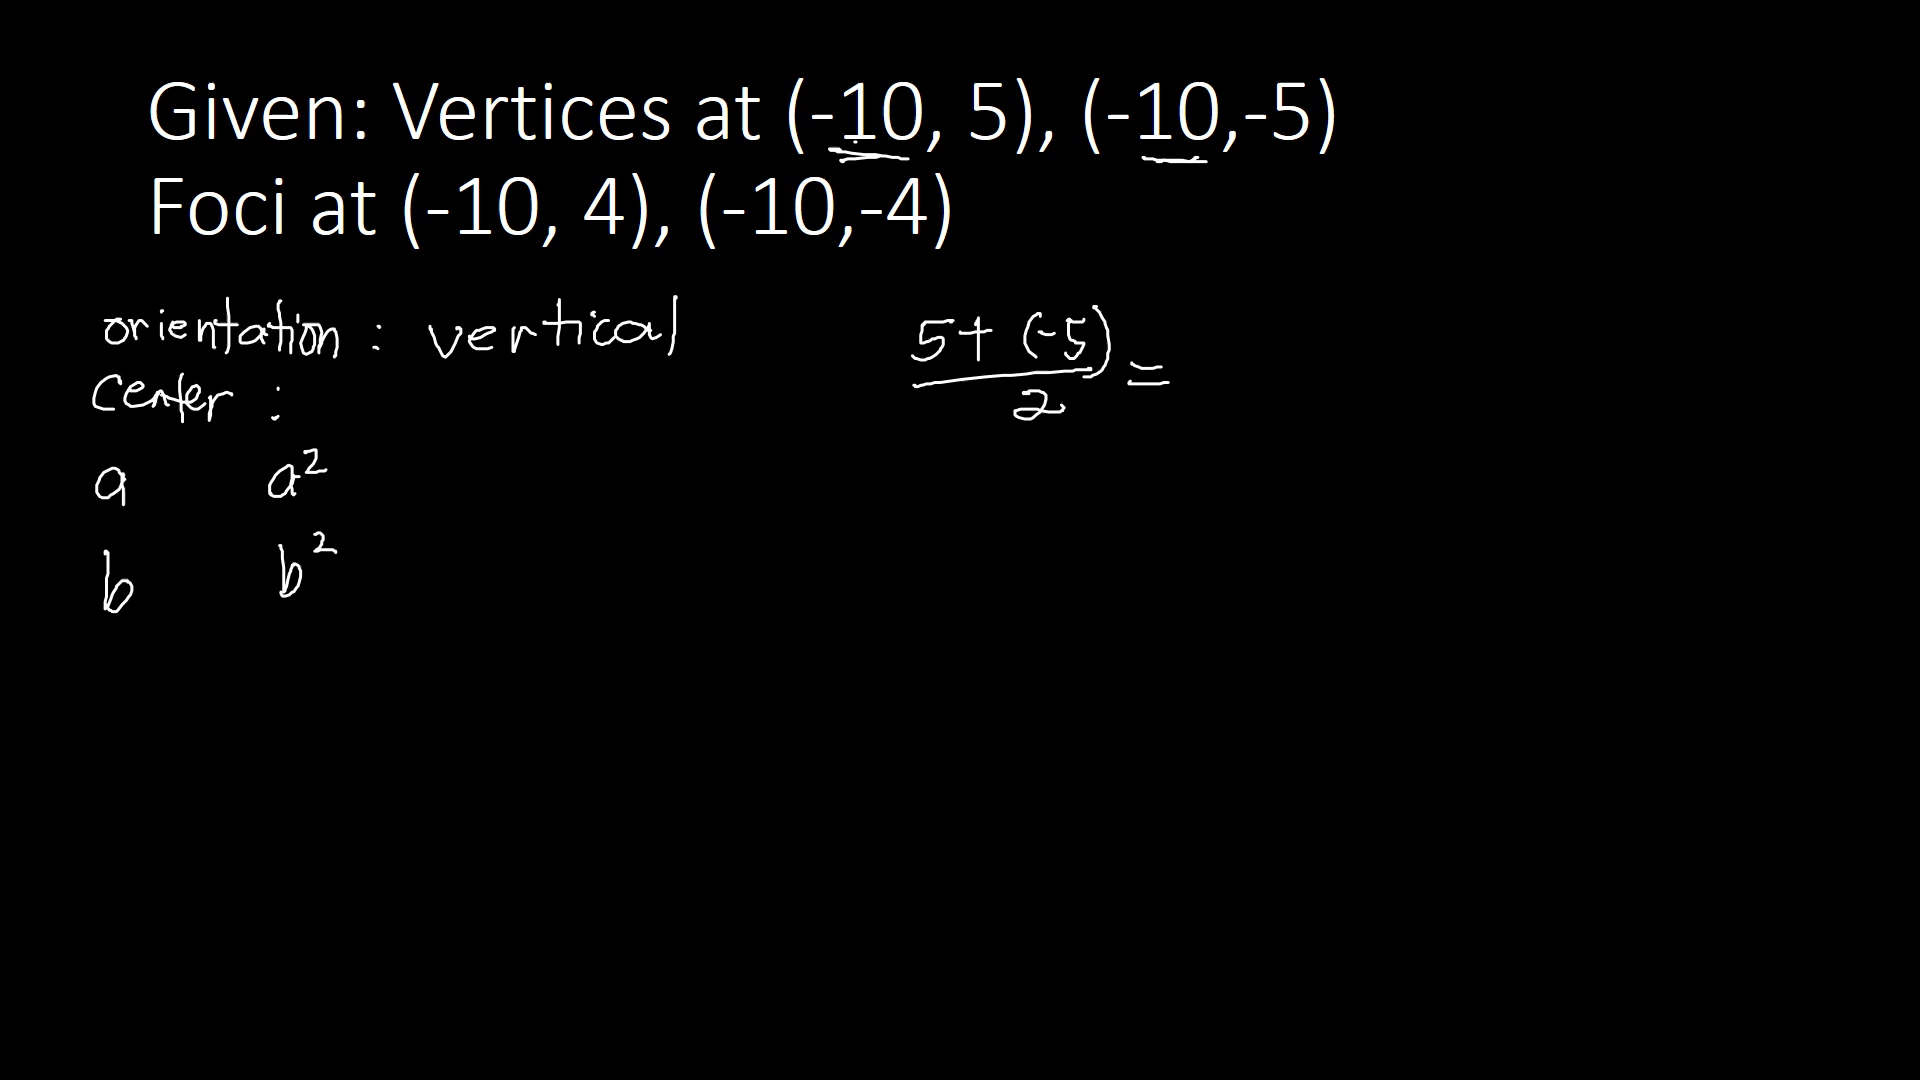 Given: Vertices at (-10, 5), (-10,-5)
Foci at (-10, 4), (-10,-4)
orientation : vertical
center :
a a²
b b²
5+ (-5)
2
=